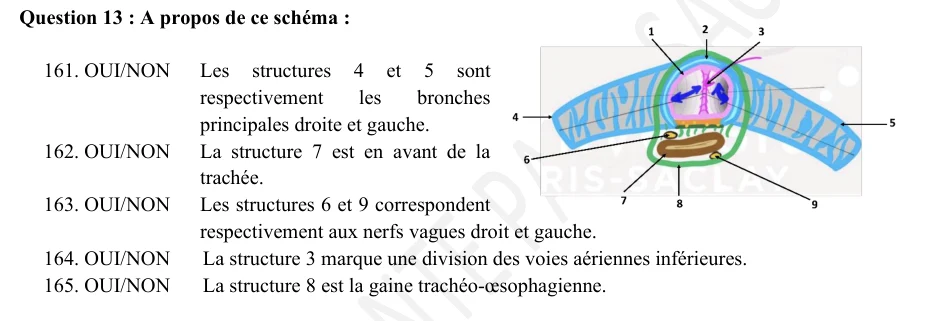 Question 13 : A propos de ce schéma :
161. OUI/NON Les structures 4 et 5 sont
respectivement les bronches
principales droite et gauche.
162. OUI/NON La structure 7 est en avant de la
trachée.
163. OUI/NON Les structures 6 et 9 correspondent
respectivement aux nerfs vagues droit et gauche.
164. OUI/NON La structure 3 marque une division des voies aériennes inférieures.
165. OUI/NON La structure 8 est la gaine trachéo-œsophagienne.
1 2 3
4 5
6
7 8 9
RIS-SACLAY